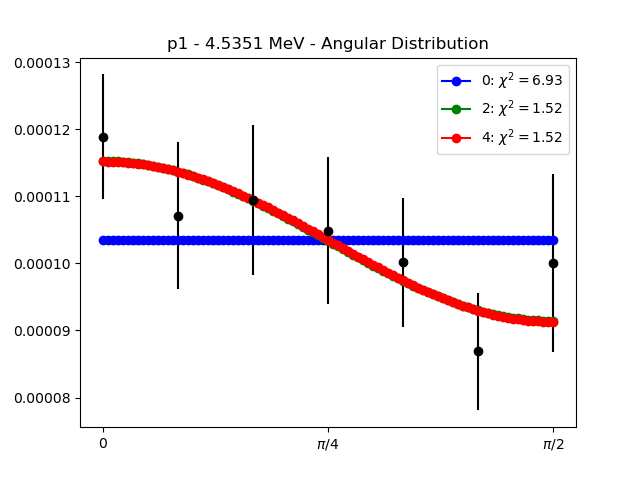 p1 - 4.5351 MeV - Angular Distribution
0.00013
0.00012
0.00011
0.00010
0.00009
0.00008
0: χ² = 6.93
2: χ² = 1.52
4: χ² = 1.52
0
π/4
π/2